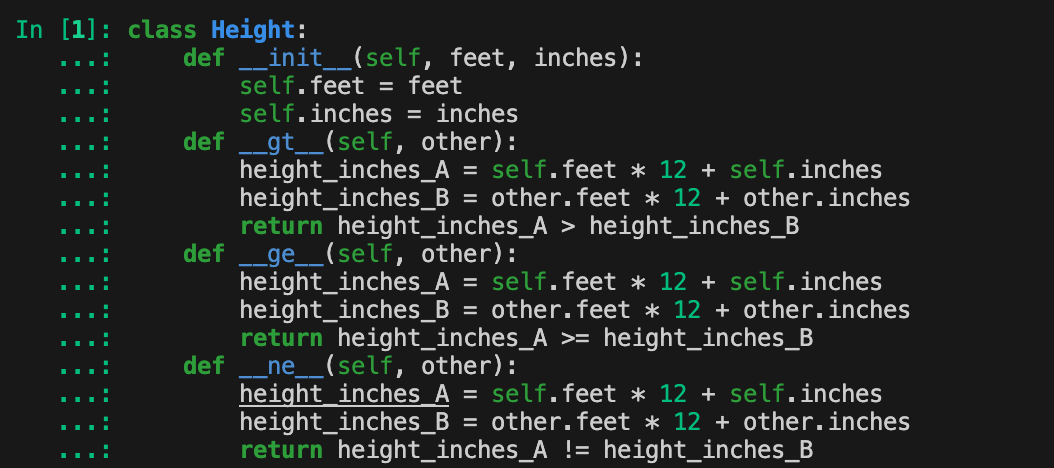 In [1]: class Height:
   ...:     def __init__(self, feet, inches):
   ...:         self.feet = feet
   ...:         self.inches = inches
   ...:     def __gt__(self, other):
   ...:         height_inches_A = self.feet * 12 + self.inches
   ...:         height_inches_B = other.feet * 12 + other.inches
   ...:         return height_inches_A > height_inches_B
   ...:     def __ge__(self, other):
   ...:         height_inches_A = self.feet * 12 + self.inches
   ...:         height_inches_B = other.feet * 12 + other.inches
   ...:         return height_inches_A >= height_inches_B
   ...:     def __ne__(self, other):
   ...:         height_inches_A = self.feet * 12 + self.inches
   ...:         height_inches_B = other.feet * 12 + other.inches
   ...:         return height_inches_A != height_inches_B